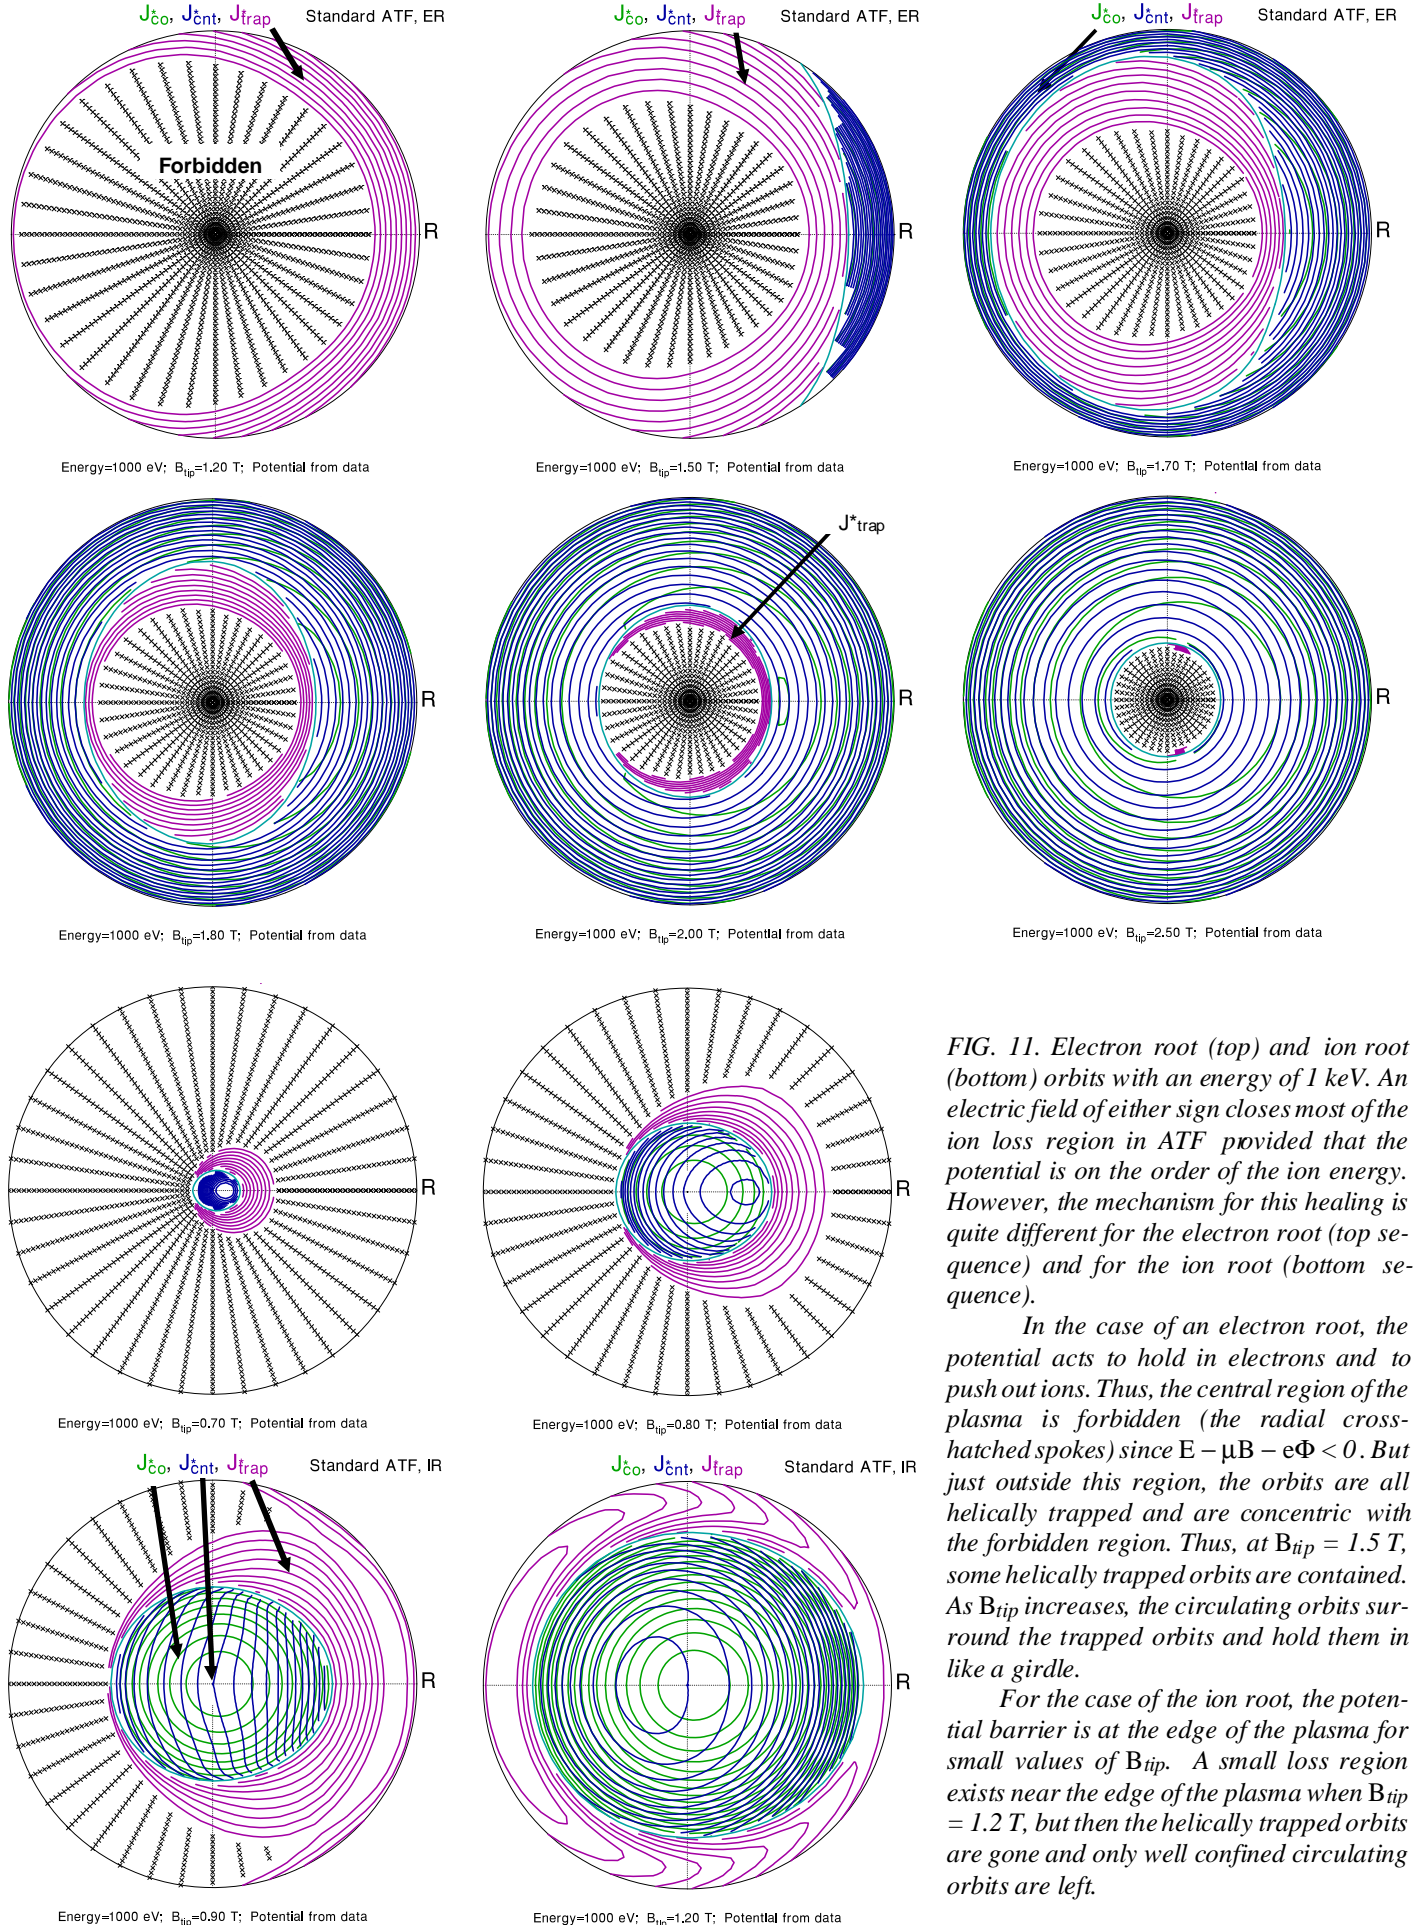 J*co, J*cnt, J*trap Standard ATF, ER
J*co, J*cnt, J*trap Standard ATF, ER
J*co, J*cnt, J*trap Standard ATF, ER
Forbidden
R
R
R
Energy=1000 eV; Btip=1.20 T; Potential from data
Energy=1000 eV; Btip=1.50 T; Potential from data
Energy=1000 eV; Btip=1.70 T; Potential from data
J*trap
R
R
R
Energy=1000 eV; Btip=1.80 T; Potential from data
Energy=1000 eV; Btip=2.00 T; Potential from data
Energy=1000 eV; Btip=2.50 T; Potential from data
R
R
Energy=1000 eV; Btip=0.70 T; Potential from data
Energy=1000 eV; Btip=0.80 T; Potential from data
J*co, J*cnt, J*trap Standard ATF, IR
J*co, J*cnt, J*trap Standard ATF, IR
R
R
Energy=1000 eV; Btip=0.90 T; Potential from data
Energy=1000 eV; Btip=1.20 T; Potential from data
FIG. 11. Electron root (top) and ion root
(bottom) orbits with an energy of 1 keV. An
electric field of either sign closes most of the
ion loss region in ATF provided that the
potential is on the order of the ion energy.
However, the mechanism for this healing is
quite different for the electron root (top se-
quence) and for the ion root (bottom se-
quence).
In the case of an electron root, the
potential acts to hold in electrons and to
push out ions. Thus, the central region of the
plasma is forbidden (the radial cross-
hatched spokes) since E − μB − eΦ < 0. But
just outside this region, the orbits are all
helically trapped and are concentric with
the forbidden region. Thus, at Btip = 1.5 T,
some helically trapped orbits are contained.
As Btip increases, the circulating orbits sur-
round the trapped orbits and hold them in
like a girdle.
For the case of the ion root, the poten-
tial barrier is at the edge of the plasma for
small values of Btip. A small loss region
exists near the edge of the plasma when Btip
= 1.2 T, but then the helically trapped orbits
are gone and only well confined circulating
orbits are left.